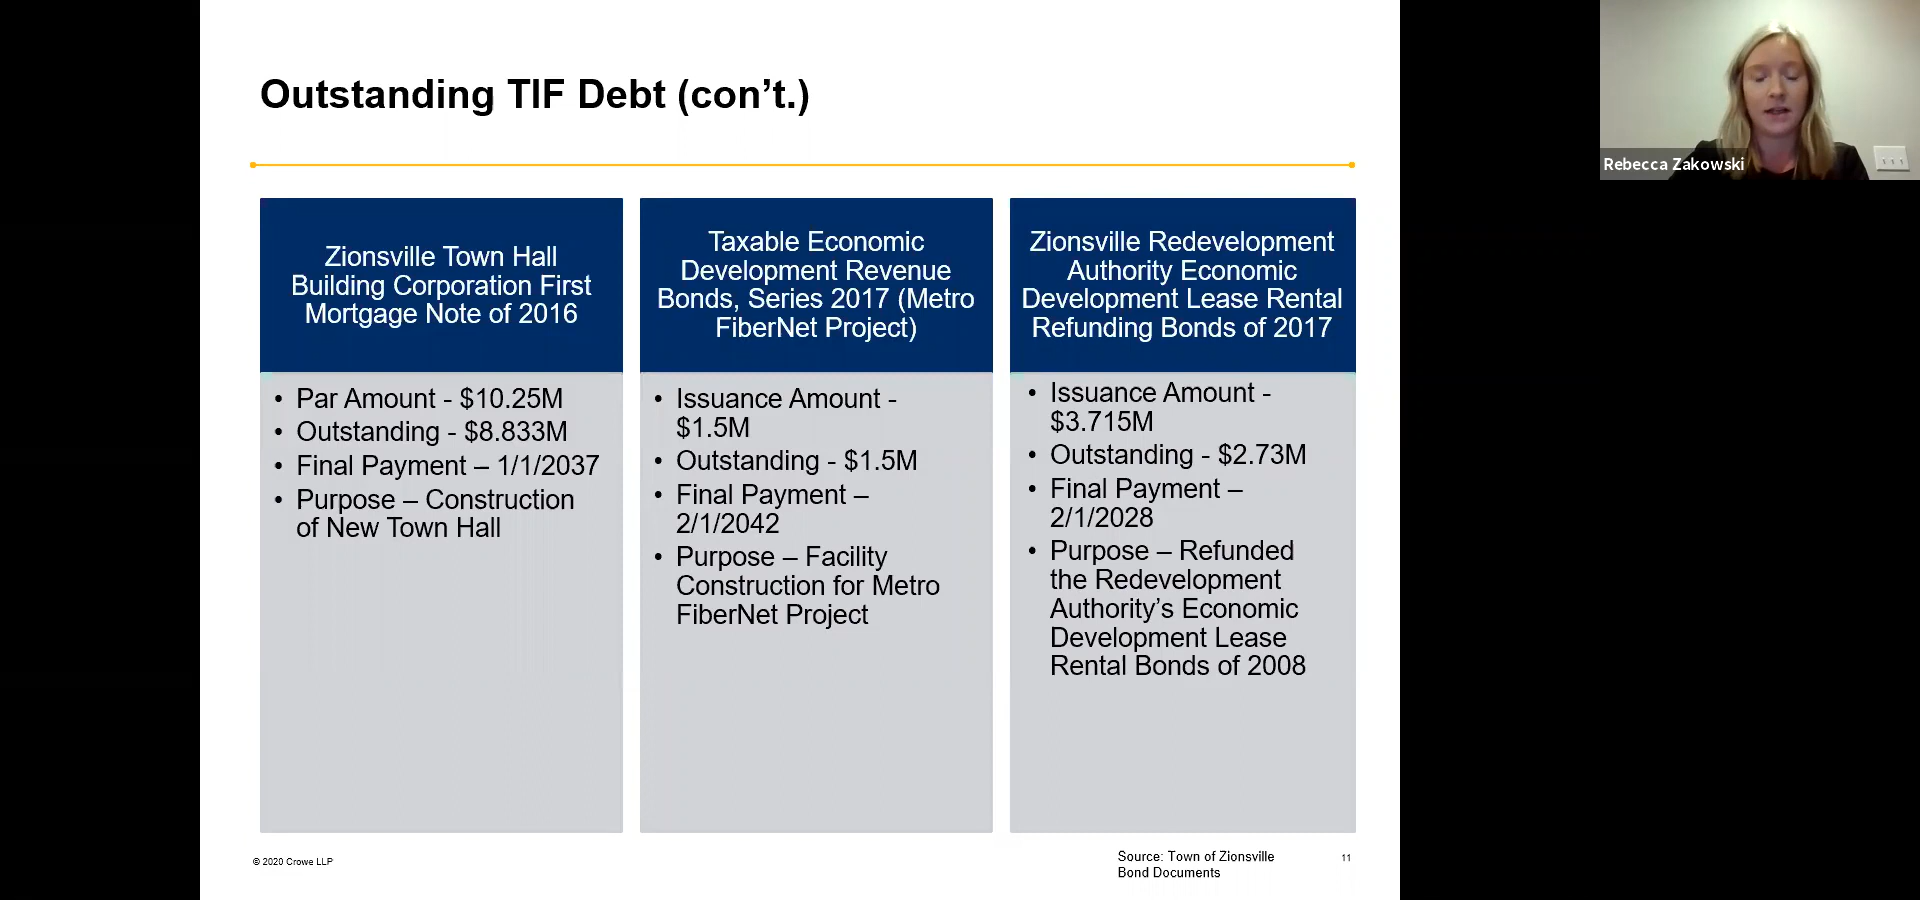 Outstanding TIF Debt (con’t.)
Rebecca Zakowski
Zionsville Town Hall
Building Corporation First
Mortgage Note of 2016
• Par Amount - $10.25M
• Outstanding - $8.833M
• Final Payment – 1/1/2037
• Purpose – Construction
of New Town Hall
Taxable Economic
Development Revenue
Bonds, Series 2017 (Metro
FiberNet Project)
• Issuance Amount -
$1.5M
• Outstanding - $1.5M
• Final Payment –
2/1/2042
• Purpose – Facility
Construction for Metro
FiberNet Project
Zionsville Redevelopment
Authority Economic
Development Lease Rental
Refunding Bonds of 2017
• Issuance Amount -
$3.715M
• Outstanding - $2.73M
• Final Payment –
2/1/2028
• Purpose – Refunded
the Redevelopment
Authority’s Economic
Development Lease
Rental Bonds of 2008
© 2020 Crowe LLP
Source: Town of Zionsville
Bond Documents
11